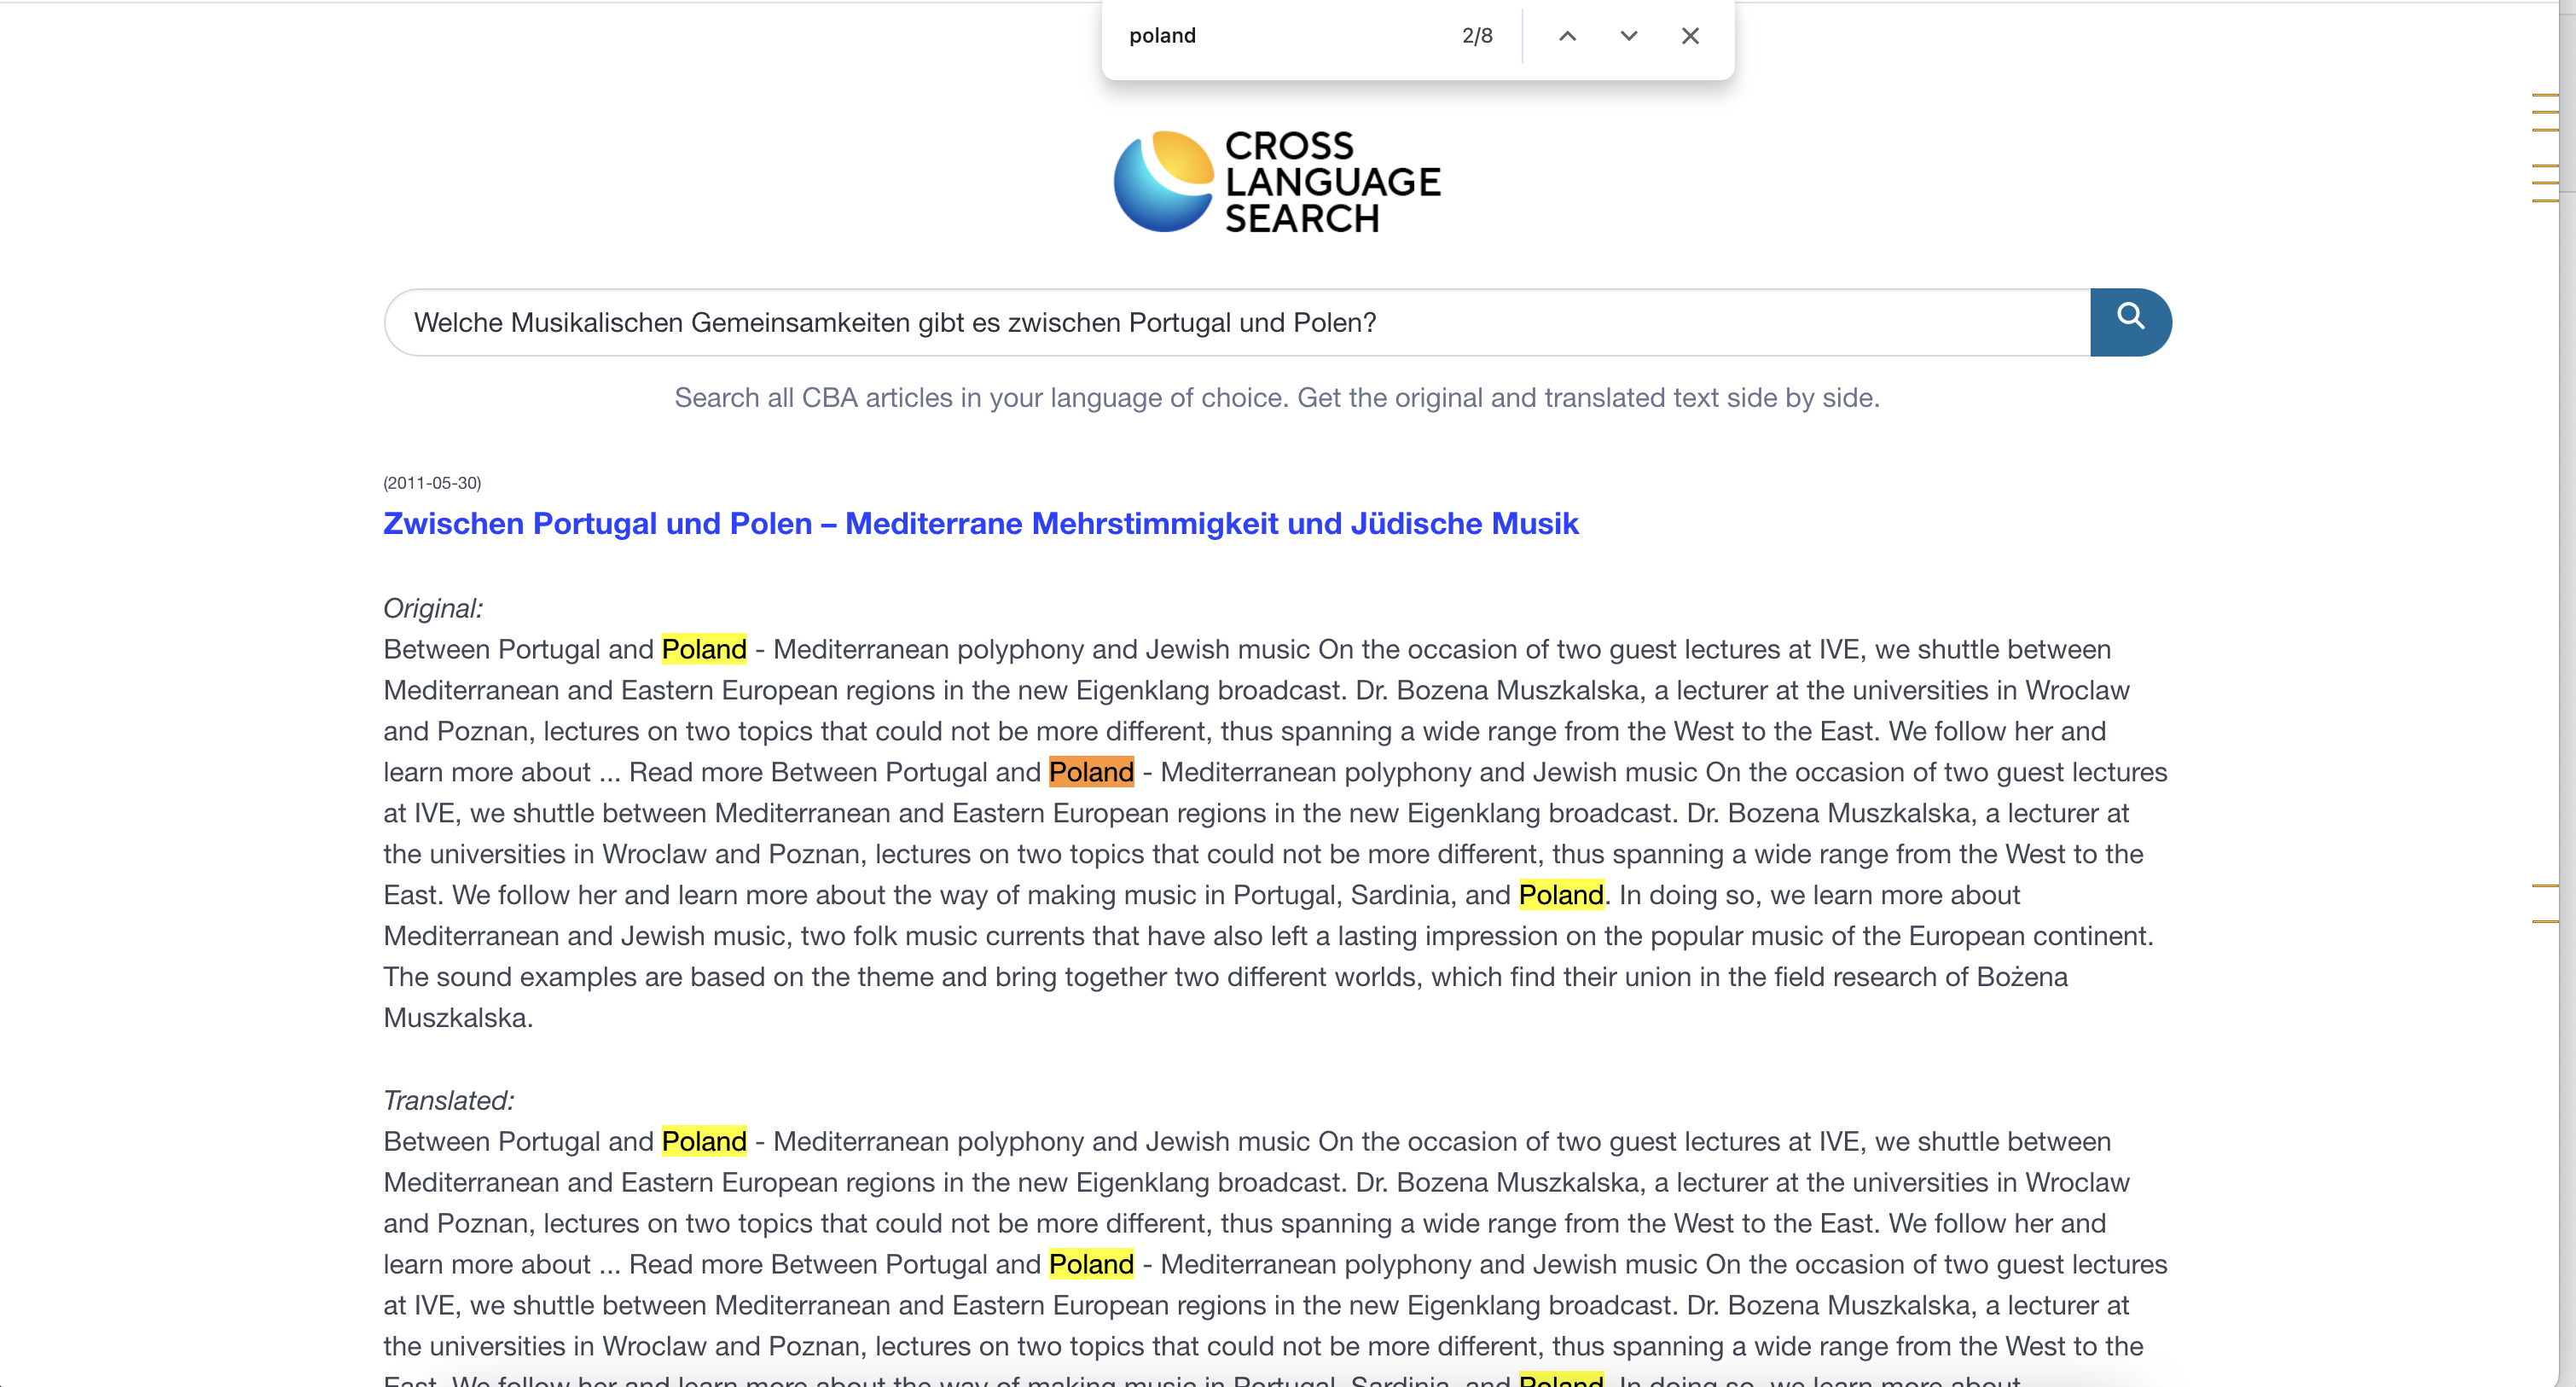 poland 2/8
CROSS
LANGUAGE
SEARCH
Welche Musikalischen Gemeinsamkeiten gibt es zwischen Portugal und Polen?
Search all CBA articles in your language of choice. Get the original and translated text side by side.
(2011-05-30)
Zwischen Portugal und Polen – Mediterrane Mehrstimmigkeit und Jüdische Musik
Original:
Between Portugal and Poland - Mediterranean polyphony and Jewish music On the occasion of two guest lectures at IVE, we shuttle between
Mediterranean and Eastern European regions in the new Eigenklang broadcast. Dr. Bozena Muszkalska, a lecturer at the universities in Wroclaw
and Poznan, lectures on two topics that could not be more different, thus spanning a wide range from the West to the East. We follow her and
learn more about ... Read more Between Portugal and Poland - Mediterranean polyphony and Jewish music On the occasion of two guest lectures
at IVE, we shuttle between Mediterranean and Eastern European regions in the new Eigenklang broadcast. Dr. Bozena Muszkalska, a lecturer at
the universities in Wroclaw and Poznan, lectures on two topics that could not be more different, thus spanning a wide range from the West to the
East. We follow her and learn more about the way of making music in Portugal, Sardinia, and Poland. In doing so, we learn more about
Mediterranean and Jewish music, two folk music currents that have also left a lasting impression on the popular music of the European continent.
The sound examples are based on the theme and bring together two different worlds, which find their union in the field research of Bożena
Muszkalska.
Translated:
Between Portugal and Poland - Mediterranean polyphony and Jewish music On the occasion of two guest lectures at IVE, we shuttle between
Mediterranean and Eastern European regions in the new Eigenklang broadcast. Dr. Bozena Muszkalska, a lecturer at the universities in Wroclaw
and Poznan, lectures on two topics that could not be more different, thus spanning a wide range from the West to the East. We follow her and
learn more about ... Read more Between Portugal and Poland - Mediterranean polyphony and Jewish music On the occasion of two guest lectures
at IVE, we shuttle between Mediterranean and Eastern European regions in the new Eigenklang broadcast. Dr. Bozena Muszkalska, a lecturer at
the universities in Wroclaw and Poznan, lectures on two topics that could not be more different, thus spanning a wide range from the West to the
East. We follow her and learn more about the way of making music in Portugal, Sardinia, and Poland. In doing so, we learn more about